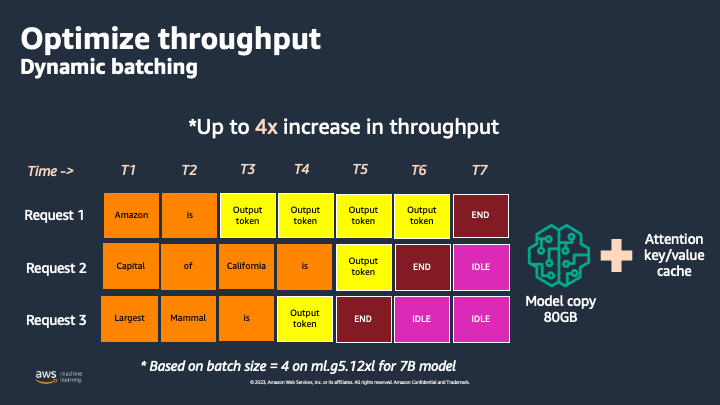 Optimize throughput
Dynamic batching
*Up to 4x increase in throughput
Time -> T1 T2 T3 T4 T5 T6 T7
Request 1 Amazon is Output token Output token Output token Output token END
Request 2 Capital of California is Output token END IDLE
Request 3 Largest Mammal is Output token END IDLE IDLE
Model copy
80GB
Attention
key/value
cache
* Based on batch size = 4 on ml.g5.12xl for 7B model
aws machine learning
© 2023, Amazon Web Services, Inc. or its affiliates. All rights reserved. Amazon Confidential and Trademark.